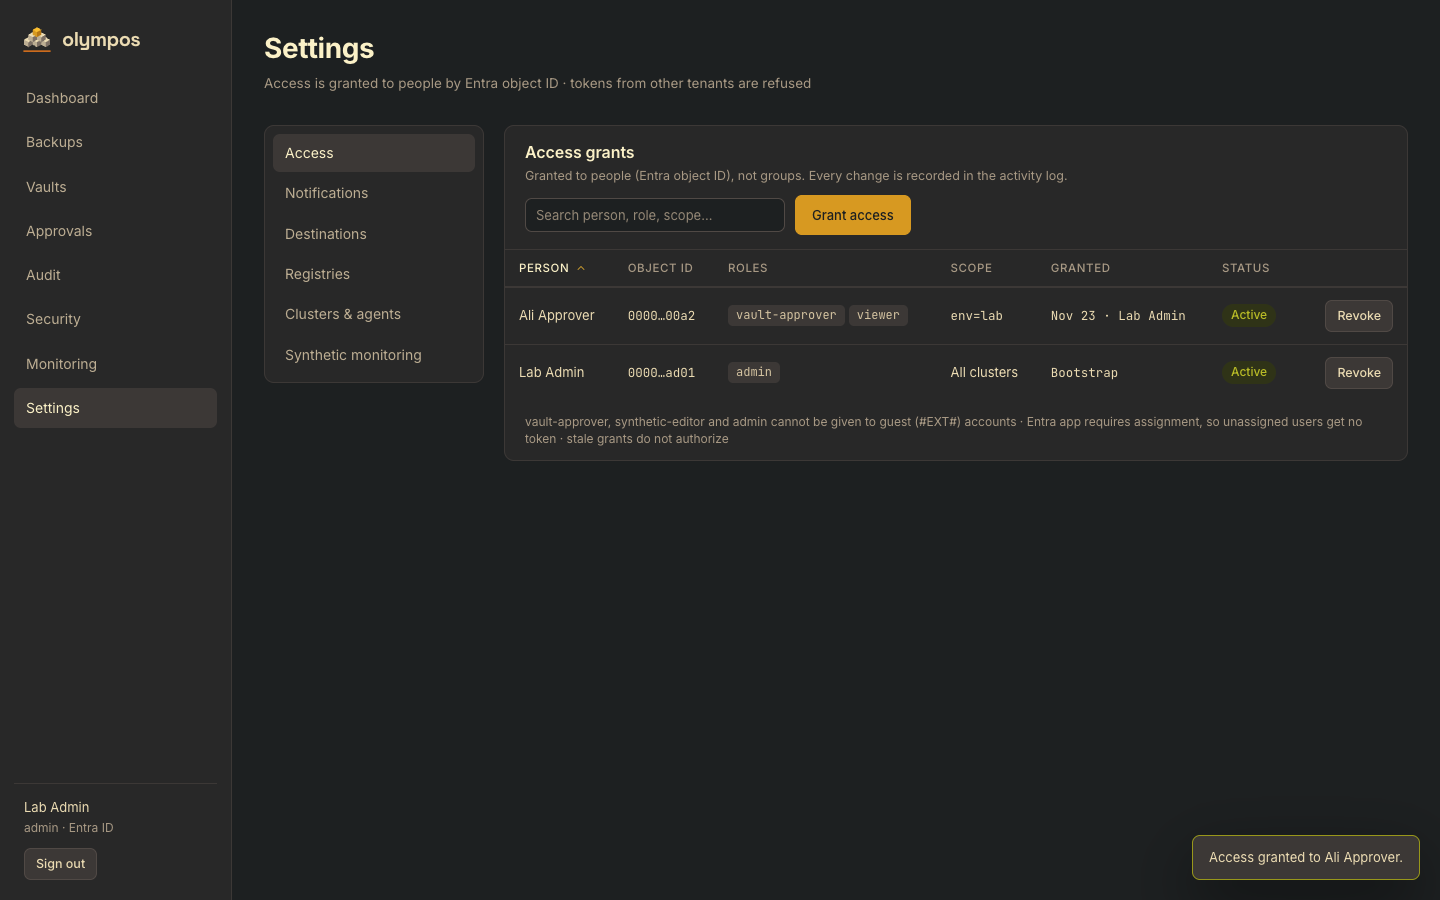 olympos
Dashboard
Backups
Vaults
Approvals
Audit
Security
Monitoring
Settings
Lab Admin
admin · Entra ID
Sign out
Settings
Access is granted to people by Entra object ID · tokens from other tenants are refused
Access
Notifications
Destinations
Registries
Clusters & agents
Synthetic monitoring
Access grants
Granted to people (Entra object ID), not groups. Every change is recorded in the activity log.
Search person, role, scope...
Grant access
PERSON OBJECT ID ROLES SCOPE GRANTED STATUS
Ali Approver 0000…00a2 vault-approver viewer env=lab Nov 23 · Lab Admin Active Revoke
Lab Admin 0000…ad01 admin All clusters Bootstrap Active Revoke
vault-approver, synthetic-editor and admin cannot be given to guest (#EXT#) accounts · Entra app requires assignment, so unassigned users get no
token · stale grants do not authorize
Access granted to Ali Approver.